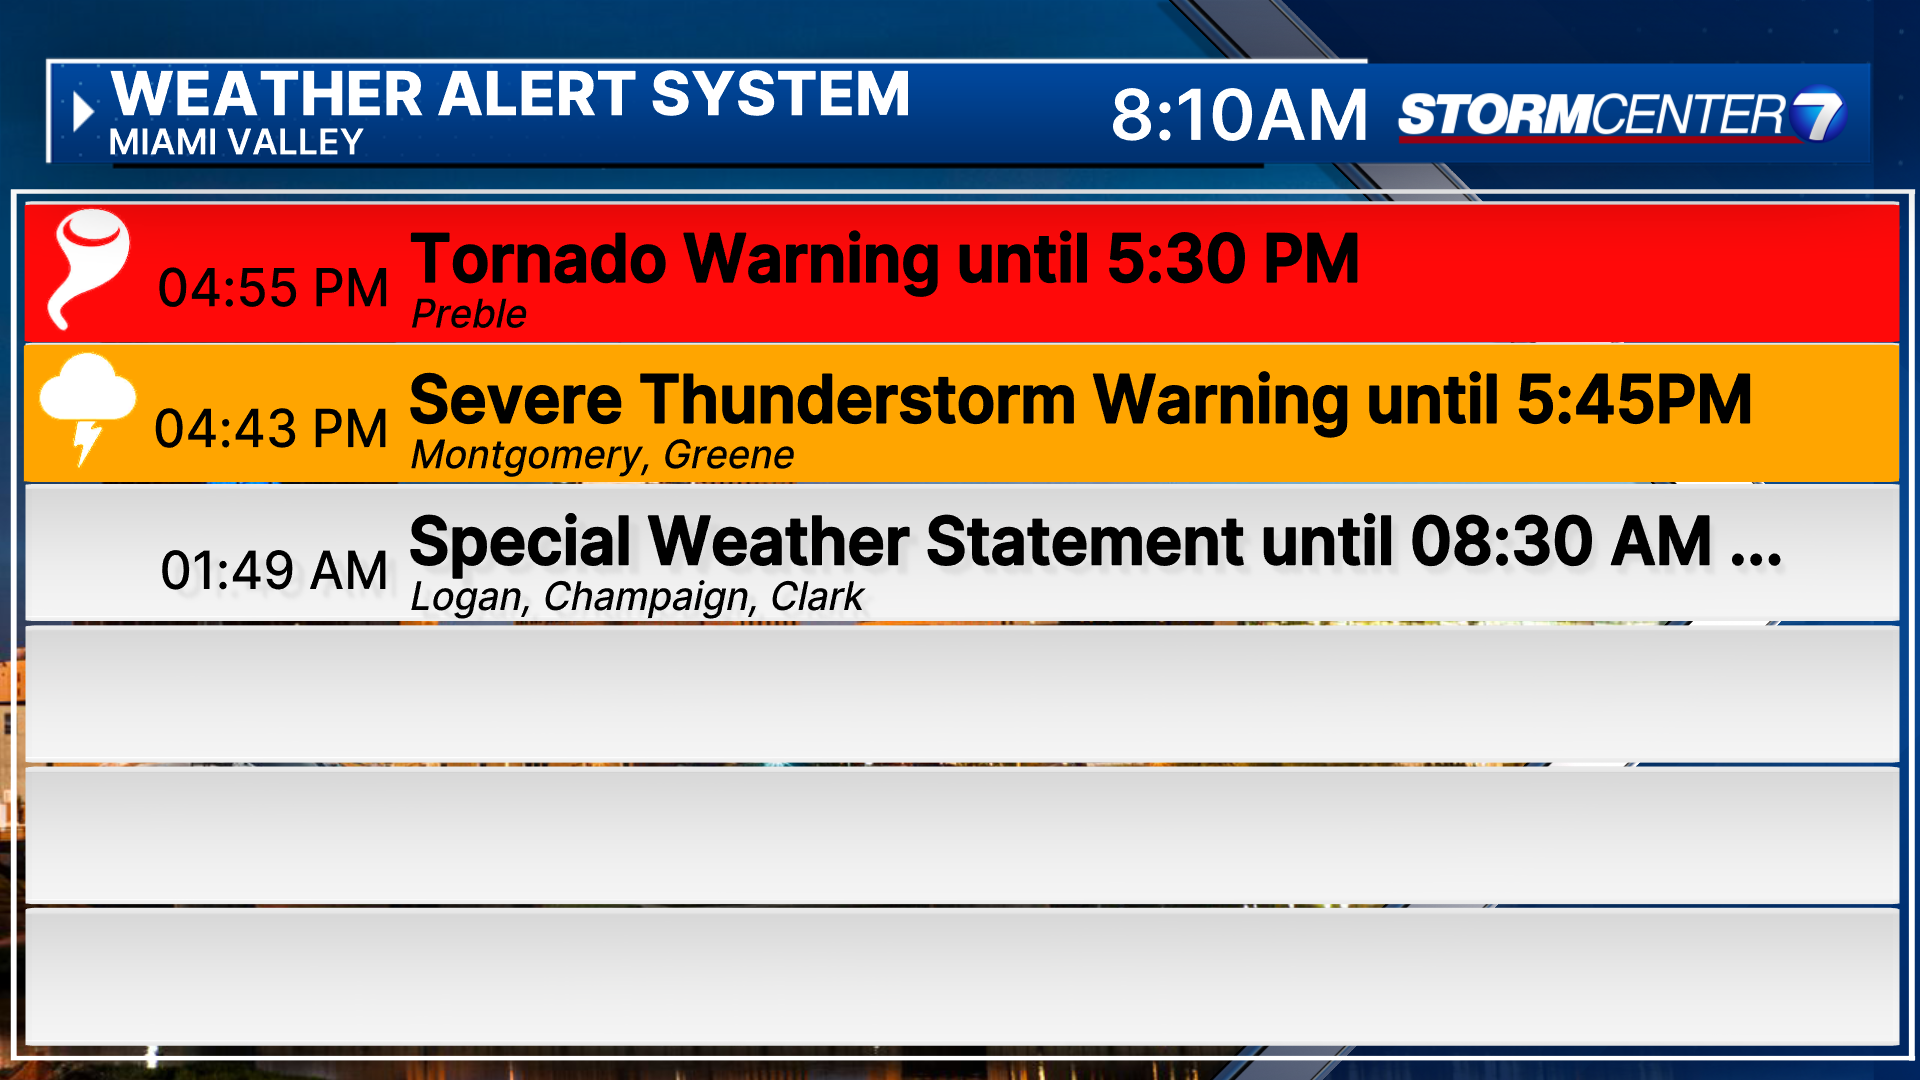 WEATHER ALERT SYSTEM
MIAMI VALLEY
8:10AM
STORMCENTER 7
04:55 PM
Tornado Warning until 5:30 PM
Preble
04:43 PM
Severe Thunderstorm Warning until 5:45PM
Montgomery, Greene
01:49 AM
Special Weather Statement until 08:30 AM ...
Logan, Champaign, Clark